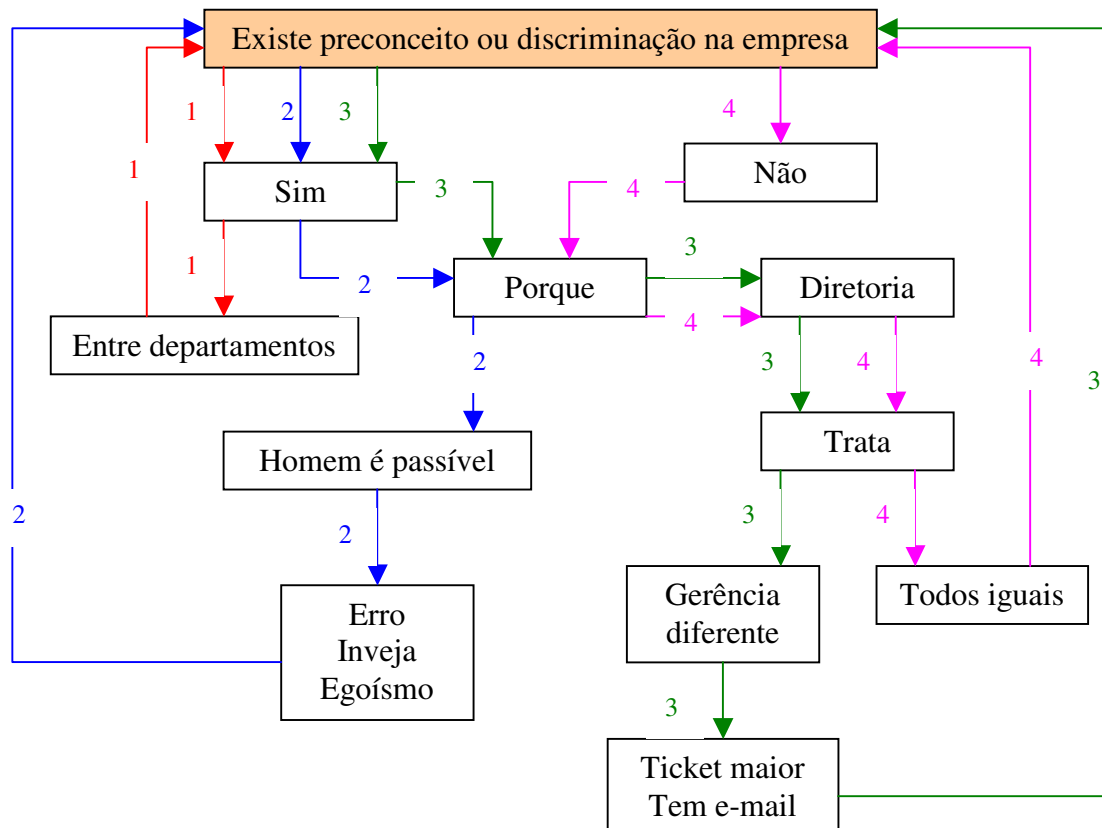 Existe preconceito ou discriminação na empresa
1
2
3
4
1
Sim
Não
3
4
1
2
3
Porque
Diretoria
4
Entre departamentos
2
3
4
4
3
Homem é passível
Trata
2
2
3
4
Erro
Inveja
Egoísmo
Gerência
diferente
Todos iguais
3
Ticket maior
Tem e-mail